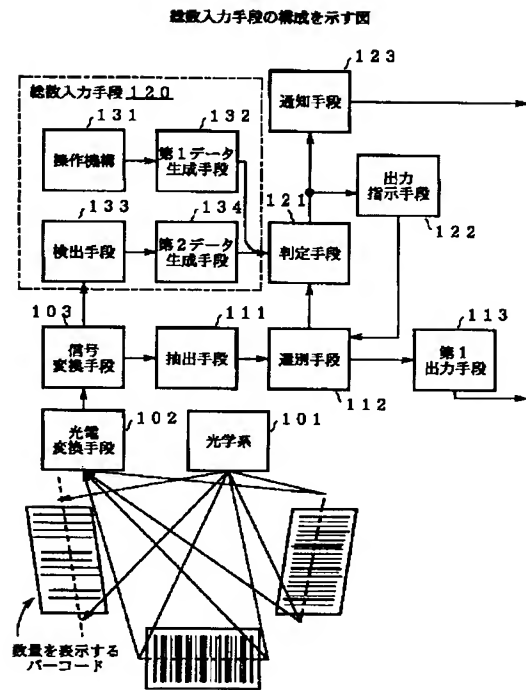 総数入力手段の構成を示す図
123
通知手段
総数入力手段 120
131
操作機構
132
第1データ
生成手段
出力
指示手段
122
133
検出手段
134
第2データ
生成手段
121
判定手段
103
信号
変換手段
111
抽出手段
選別手段
112
113
第1
出力手段
102
光電
変換手段
101
光学系
数量を表示する
バーコード